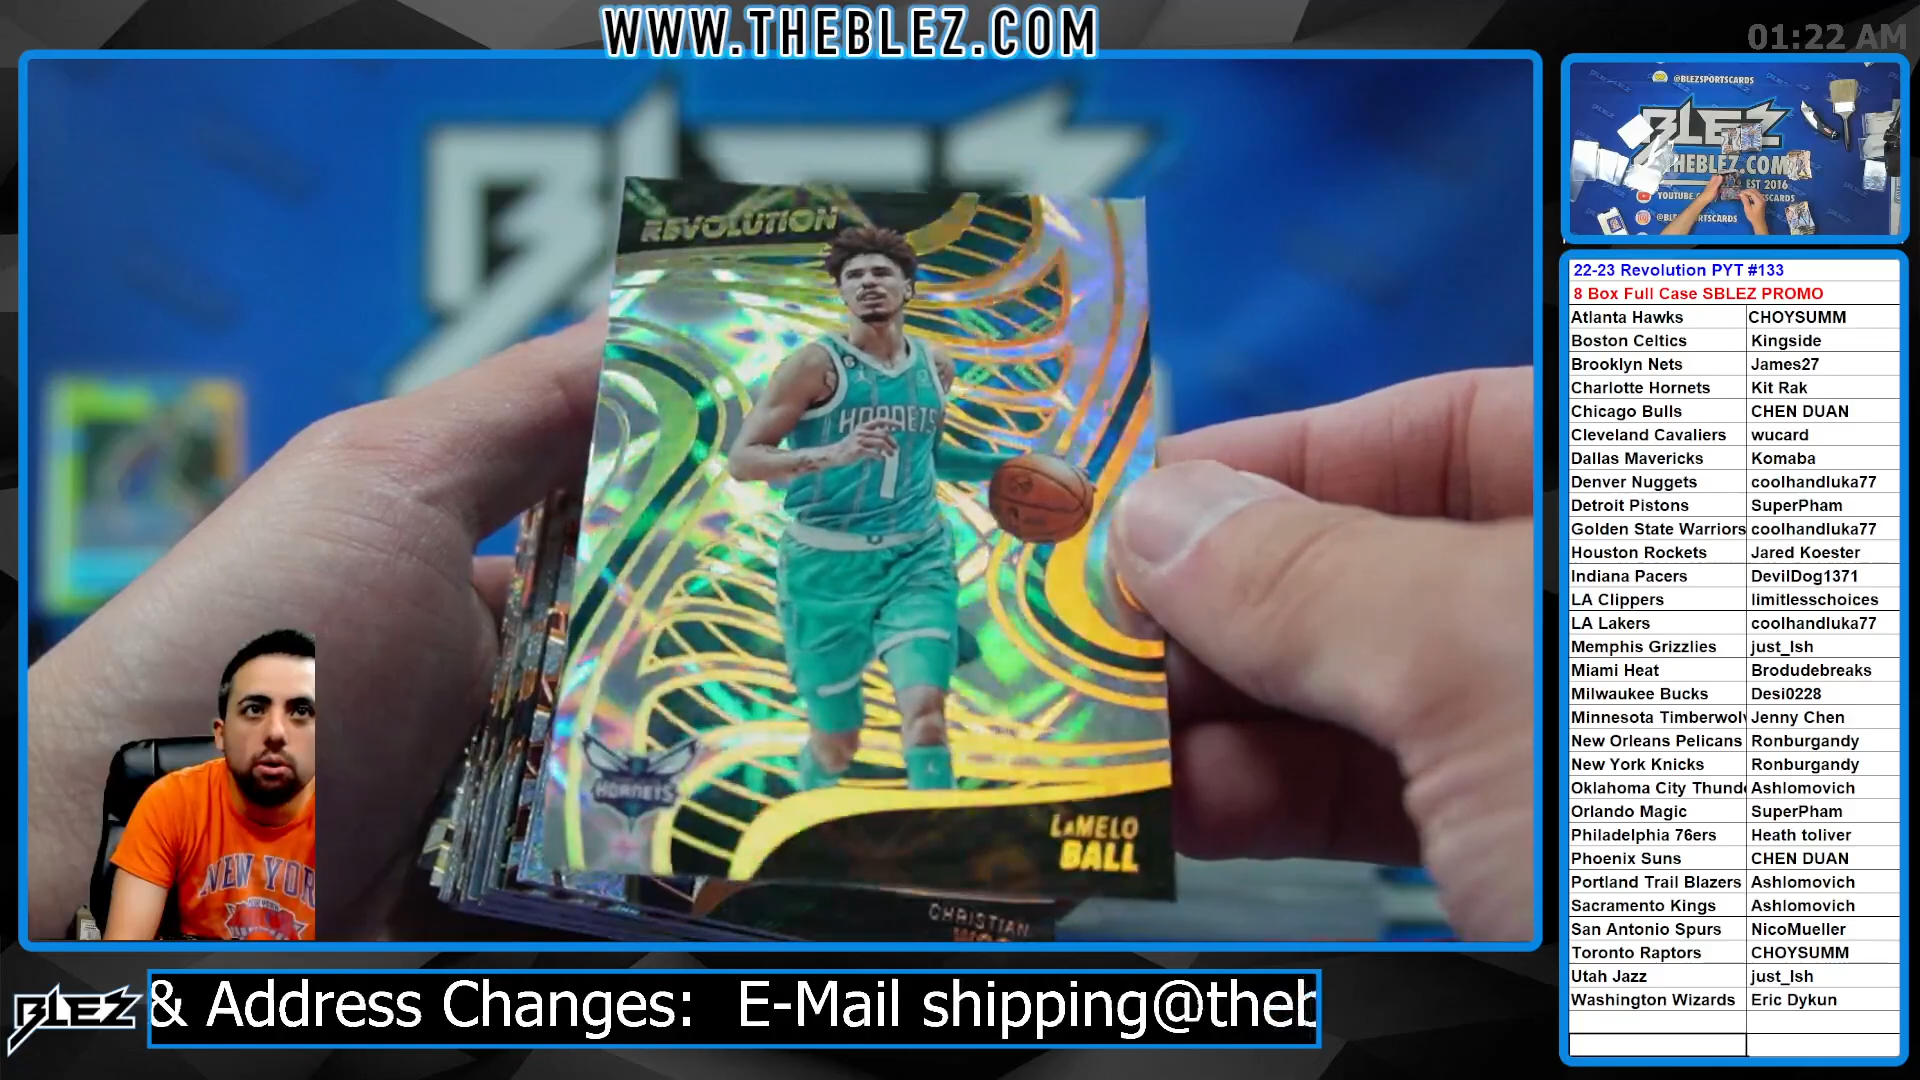 WWW.THEBLEZ.COM
01:22 AM
REVOLUTION
HORNETS
1
HORNETS
LAMELO
BALL
CHRISTIAN
NEW YOR
@BLEZSPORTSCARDS
BLEZ
THEBLEZ.COM
EST 2016
22-23 Revolution PYT #133
8 Box Full Case SBLEZ PROMO
Atlanta Hawks CHOYSUMM
Boston Celtics Kingside
Brooklyn Nets James27
Charlotte Hornets Kit Rak
Chicago Bulls CHEN DUAN
Cleveland Cavaliers wucard
Dallas Mavericks Komaba
Denver Nuggets coolhandluka77
Detroit Pistons SuperPham
Golden State Warriors coolhandluka77
Houston Rockets Jared Koester
Indiana Pacers DevilDog1371
LA Clippers limitlesschoices
LA Lakers coolhandluka77
Memphis Grizzlies just_Ish
Miami Heat Brodudebreaks
Milwaukee Bucks Desi0228
Minnesota Timberwol Jenny Chen
New Orleans Pelicans Ronburgandy
New York Knicks Ronburgandy
Oklahoma City Thund Ashlomovich
Orlando Magic SuperPham
Philadelphia 76ers Heath toliver
Phoenix Suns CHEN DUAN
Portland Trail Blazers Ashlomovich
Sacramento Kings Ashlomovich
San Antonio Spurs NicoMueller
Toronto Raptors CHOYSUMM
Utah Jazz just_Ish
Washington Wizards Eric Dykun
BLEZ
& Address Changes: E-Mail shipping@theb